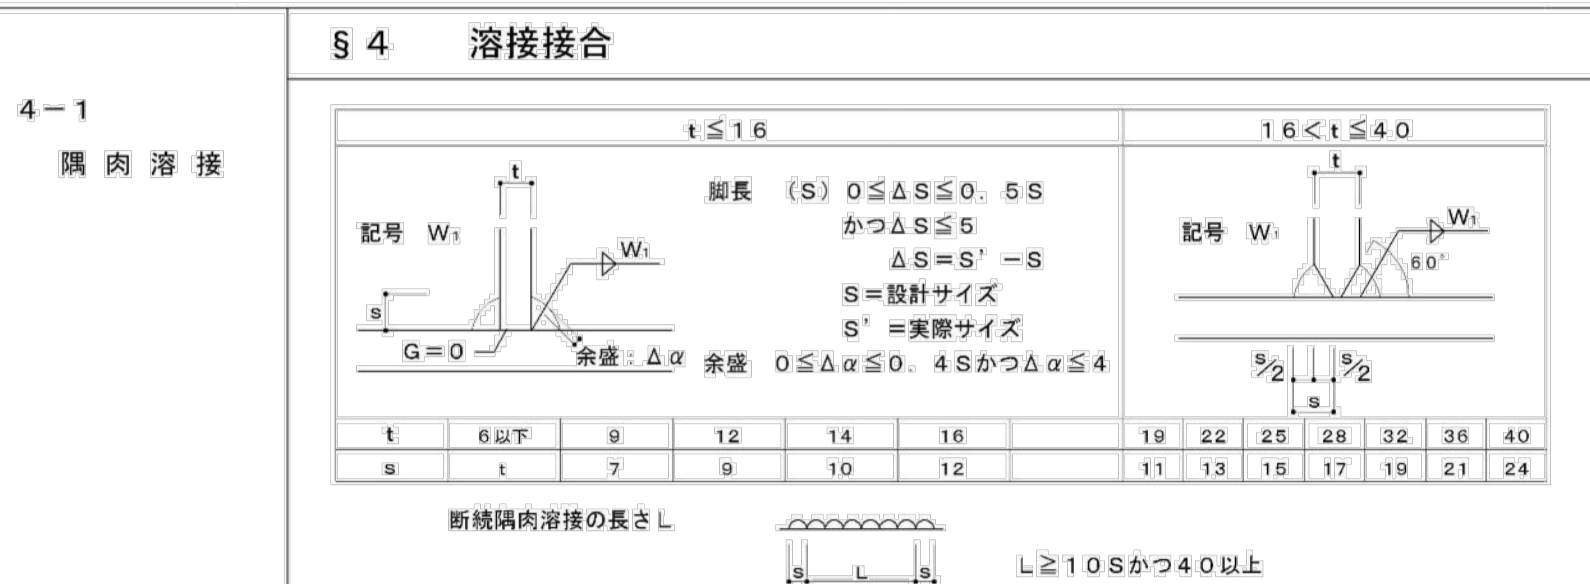 §4 溶接接合
4－1
隅肉溶接
t≦16
16＜t≦40
t
t
脚長 （S） 0≦ΔS≦0．5S
かつΔS≦5
ΔS＝S’－S
S＝設計サイズ
S’＝実際サイズ
余盛 0≦Δα≦0．4SかつΔα≦4
記号 W1
W1
s
G＝0
余盛：Δα
記号 W1
W1
60°
s/2 s/2
s
t 6以下 9 12 14 16 19 22 25 28 32 36 40
s t 7 9 10 12 11 13 15 17 19 21 24
断続隅肉溶接の長さL
s L s
L≧10Sかつ40以上